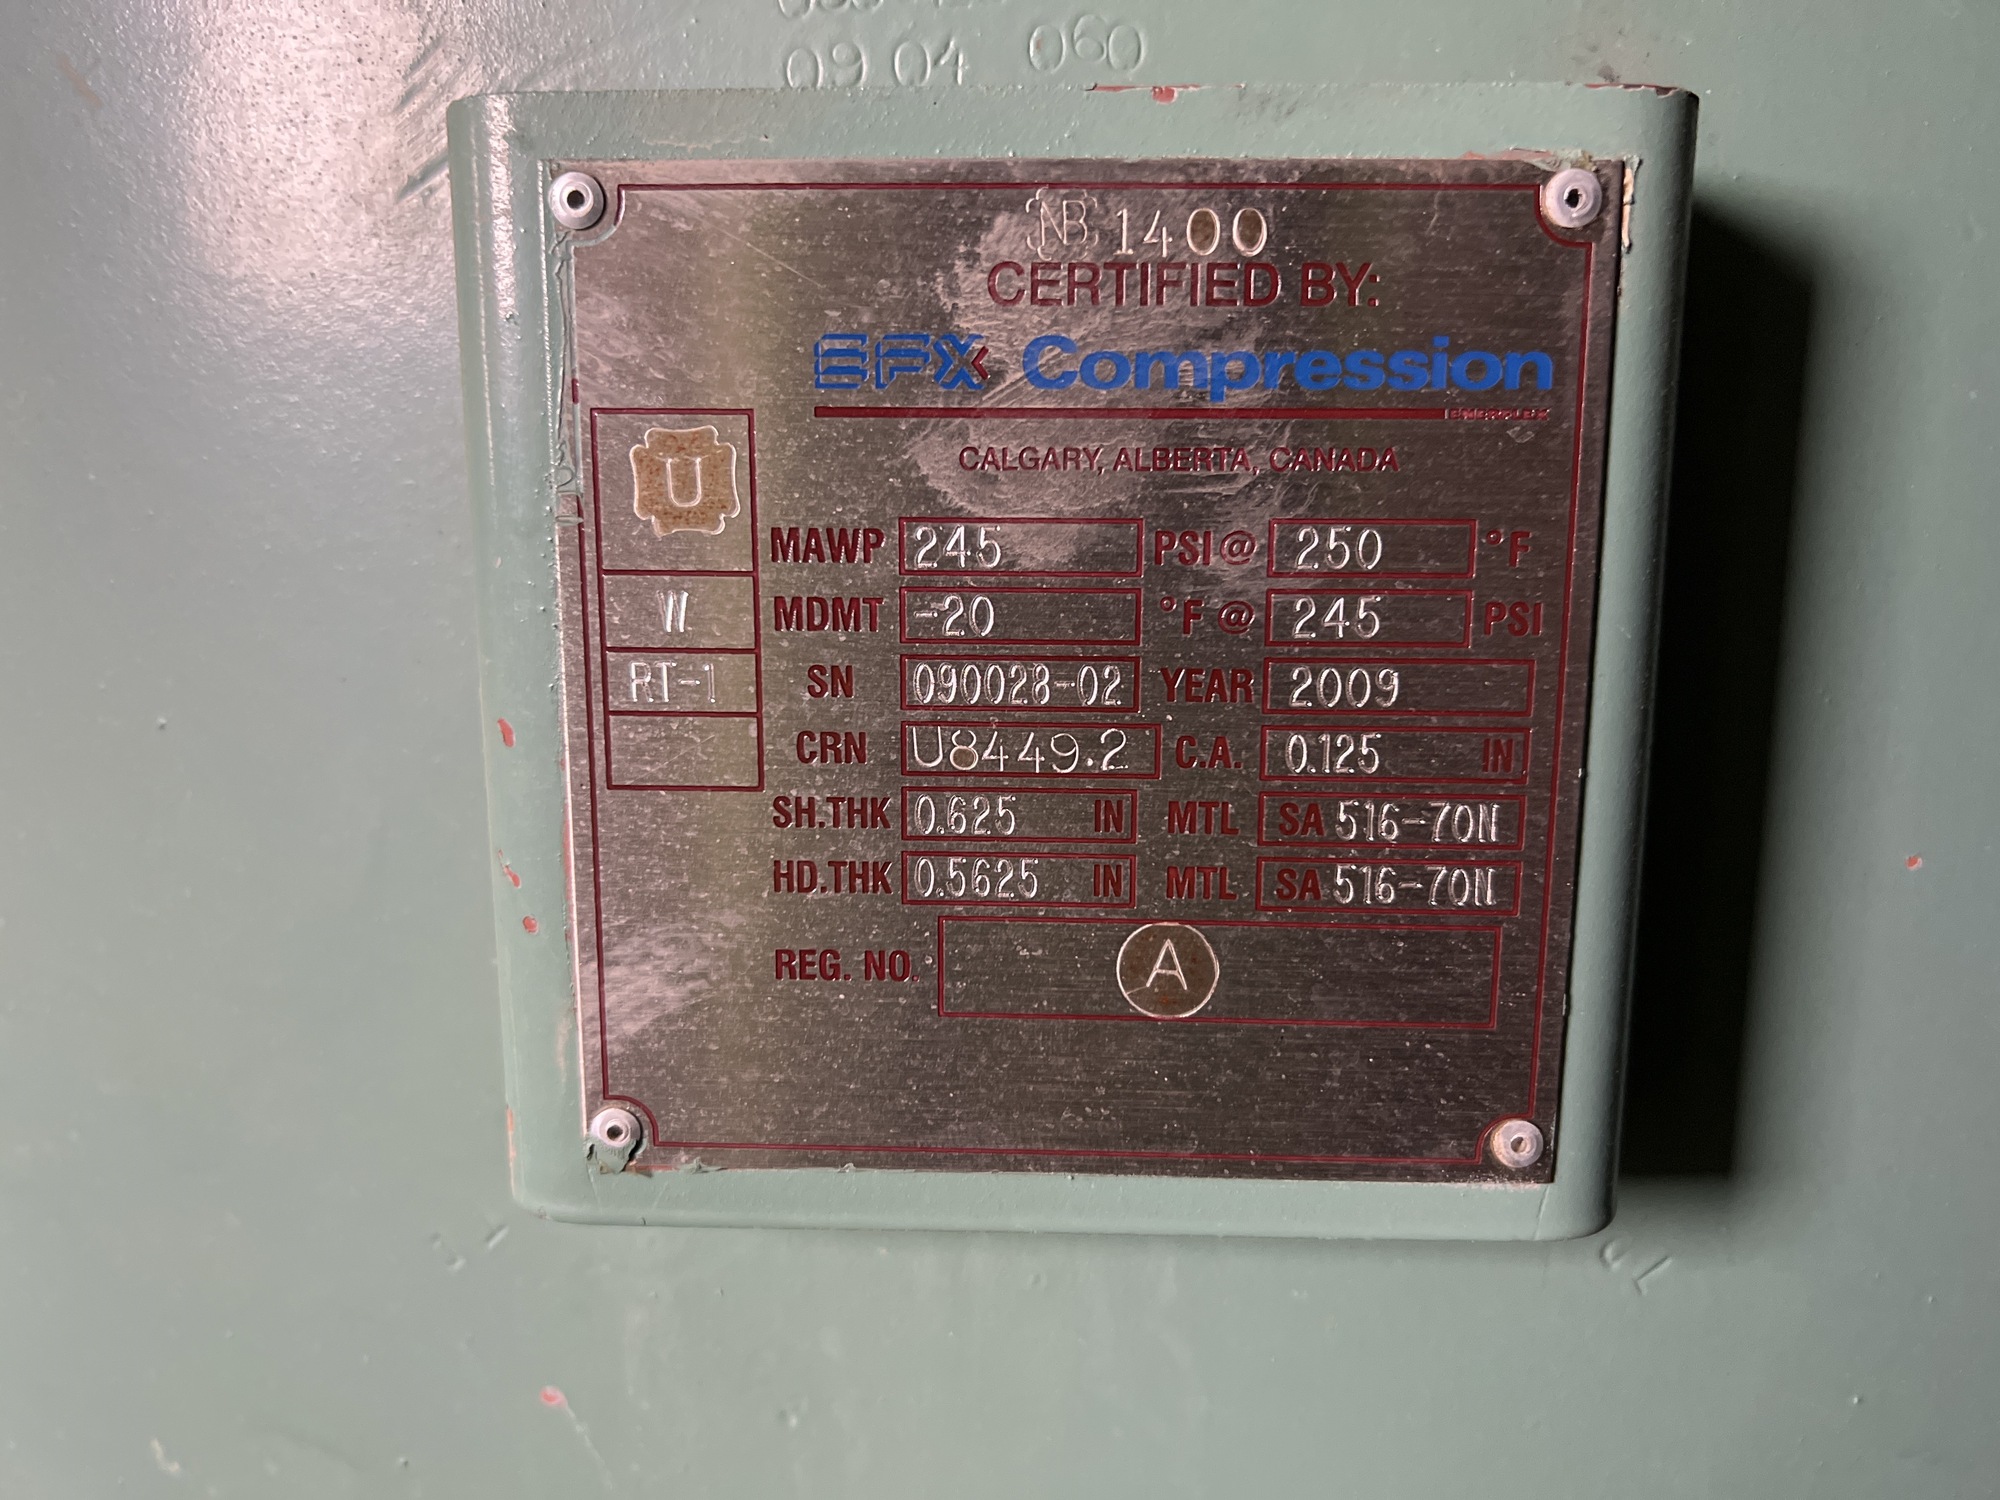 09 04 060
NB 1400
CERTIFIED BY:
EFX Compression
CALGARY, ALBERTA, CANADA
U
W
RT-1
MAWP 245 PSI @ 250 °F
MDMT -20 °F @ 245 PSI
SN 090028-02 YEAR 2009
CRN U8449.2 C.A. 0.125 IN
SH.THK 0.625 IN MTL SA 516-70N
HD.THK 0.5625 IN MTL SA 516-70N
REG. NO. A